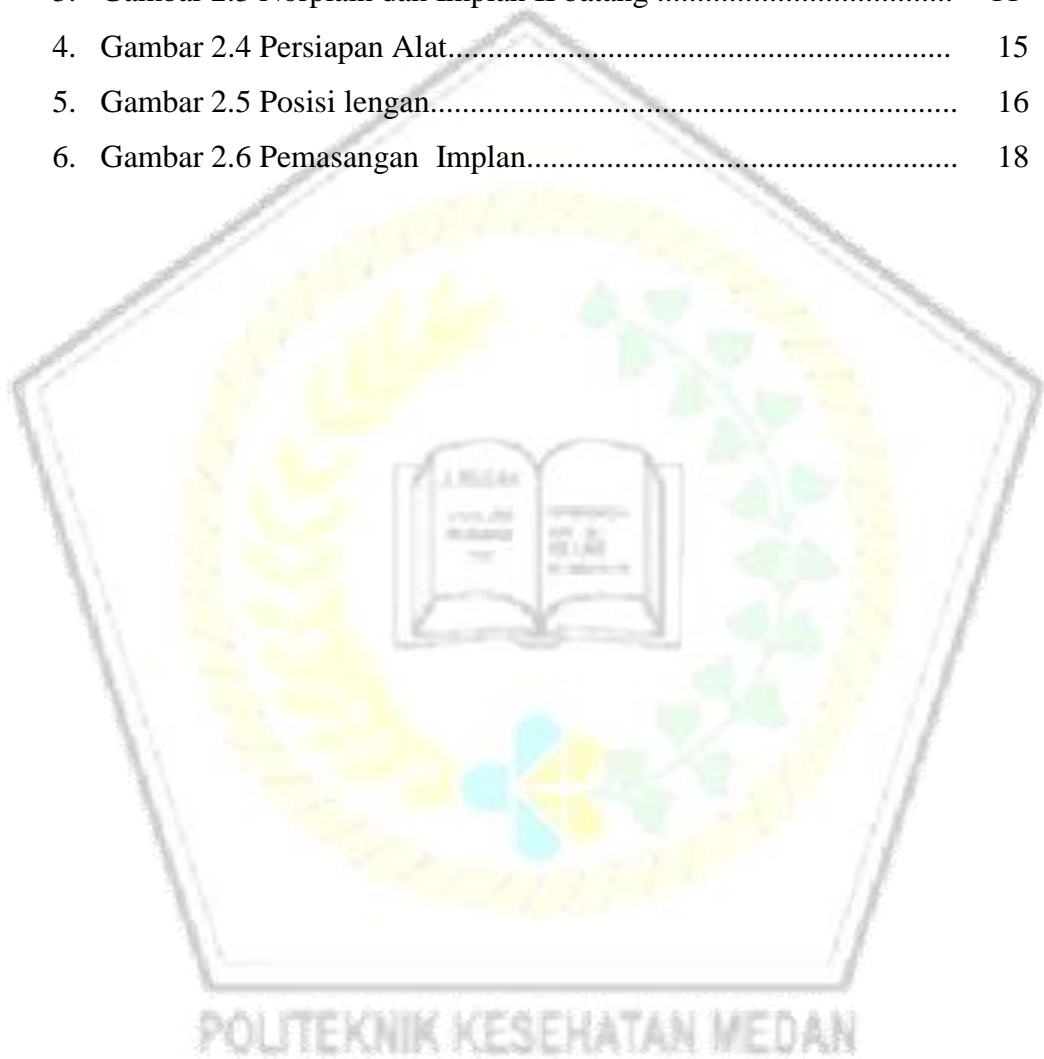 4. Gambar 2.4 Persiapan Alat............................................................... 15
5. Gambar 2.5 Posisi lengan.................................................................. 16
6. Gambar 2.6 Pemasangan Implan...................................................... 18
POLITEKNIK KESEHATAN MEDAN